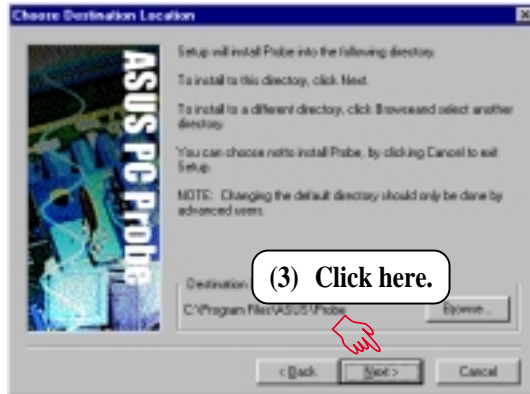 Choose Destination Location
ASUS PC Probe
Setup will install Probe into the following directory.
To install to this directory, click Next.
To install to a different directory, click Browse and select another
directory.
You can choose not to install Probe, by clicking Cancel to exit
Setup.
NOTE: Changing the default directory should only be done by
advanced users.
Destination
(3) Click here.
C:\Program Files\ASUS\Probe
Browse...
< Back
Next >
Cancel